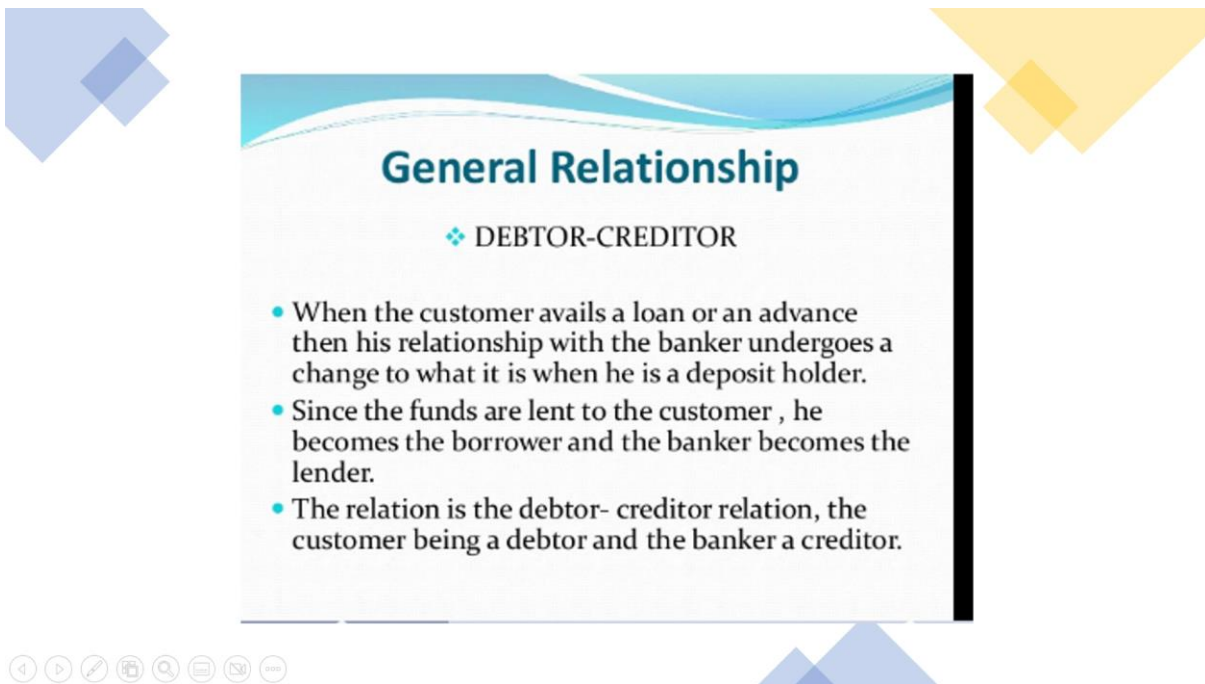 General Relationship
❖ DEBTOR-CREDITOR
• When the customer avails a loan or an advance
then his relationship with the banker undergoes a
change to what it is when he is a deposit holder.
• Since the funds are lent to the customer , he
becomes the borrower and the banker becomes the
lender.
• The relation is the debtor- creditor relation, the
customer being a debtor and the banker a creditor.